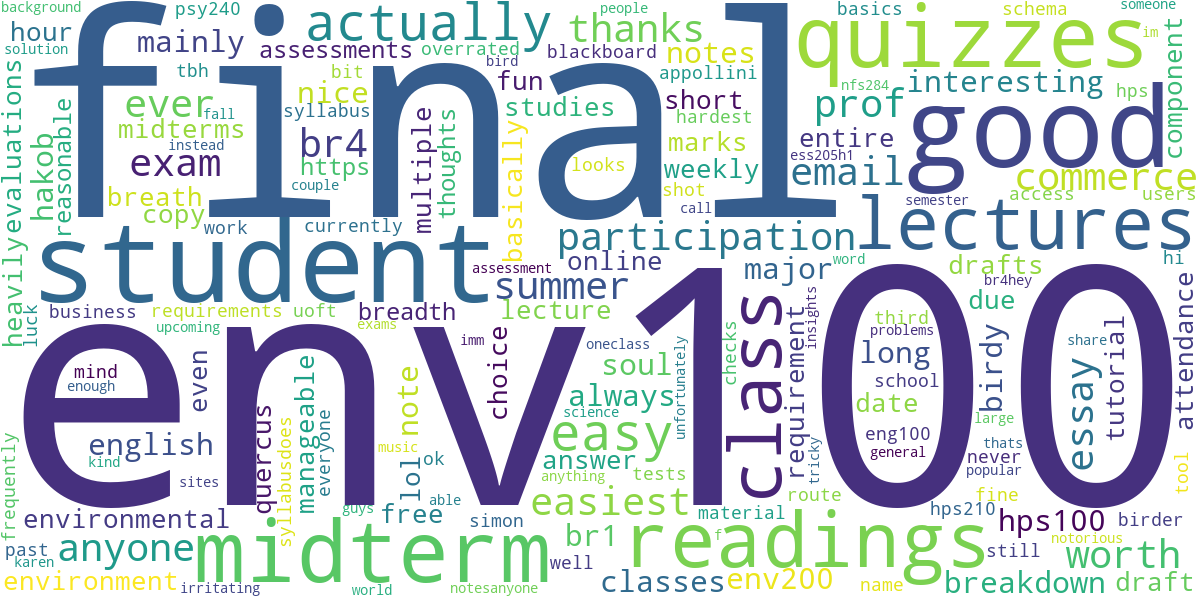 background
psy240
people
basics
schema
someone
hour
mainly
actually
thanks
quizzes
im
solution
assessments
overrated
blackboard
notes
component
final
tbh
bit
bird
fun
appollini
nfs284
interesting
hps
evaluations
ever
nice
studies
short
hardest
prof
good
reasonable
midterms
fall
syllabus
br4
multiple
thoughts
marks
entire
hakob
exam
instead
https
basically
looks
weekly
ess205h1
email
commerce
breath
couple
shot
access
users
copy
work
currently
call
semester
lectures
heavily
student
participation
word
drafts
hi
assessment
online
major
br4hey
summer
due
attendance
luck
business
requirements
uoft
breadth
lecture
checks
requirement
insights
third
problems
upcoming
exams
imm
oneclass
unfortunately
class
long
birdy
share
tutorial
env100
mind
enough
even
manageable
choice
soul
school
essay
date
note
always
science
large
eng100
quercus
everyone
easy
general
thats
frequently
english
music
lol
ok
answer
tricky
never
popular
kind
syllabusdoes
tests
tool
sites
able
anything
easiest
route
fine
guys
free
material
hps210
environmental
simon
br1
f
hps100
birder
past
anyone
midterm
well
readings
still
notorious
worth
karen
environment
irritating
world
notesanyone
classes
env200
name
breakdown
draft